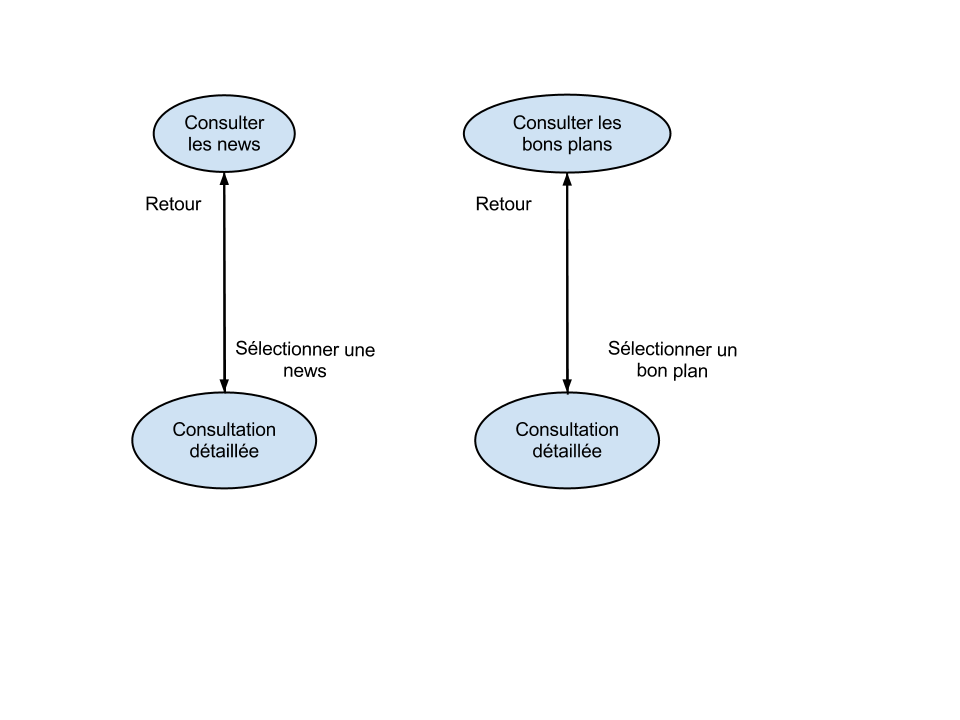 Consulter
les news
Retour
Sélectionner une
news
Consultation
détaillée
Consulter les
bons plans
Retour
Sélectionner un
bon plan
Consultation
détaillée